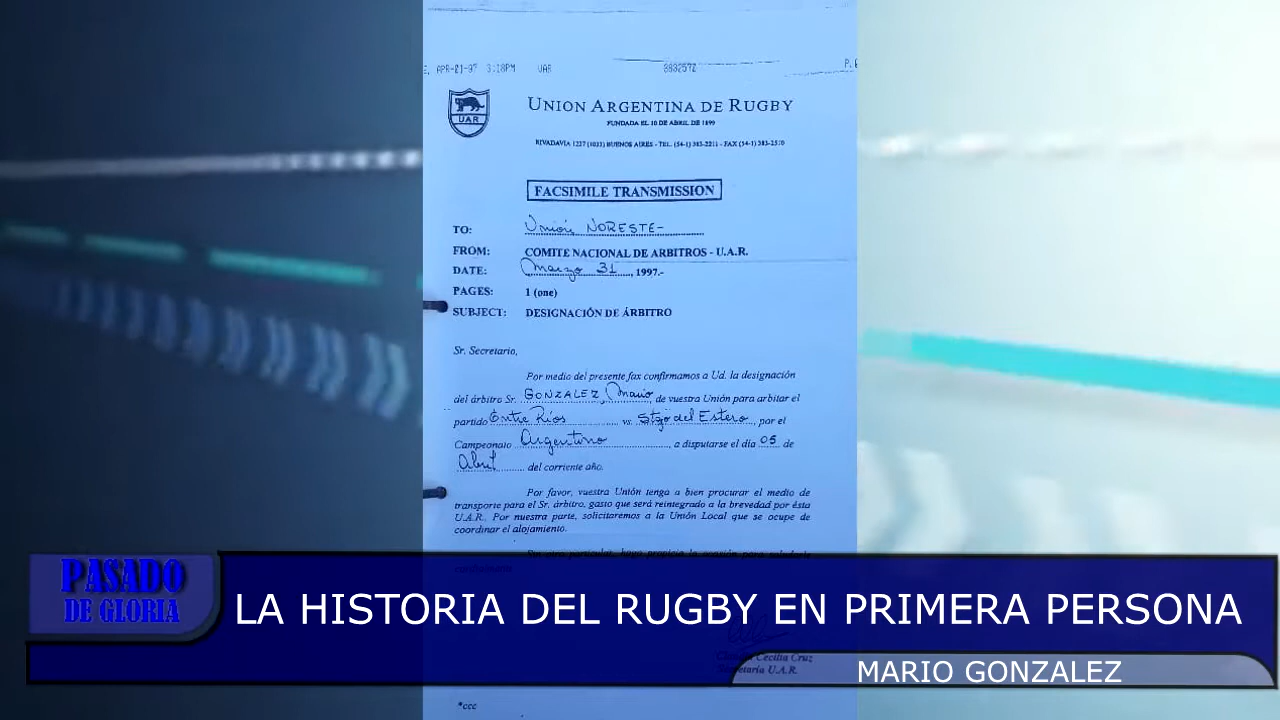 APR-21-97 3:18PM UAR 3832572 P.
UAR
UNION ARGENTINA DE RUGBY
FUNDADA EL 10 DE ABRIL DE 1899
RIVADAVIA 1227 (1033) BUENOS AIRES - TEL. (54-1) 383-2211 - FAX (54-1) 383-2570
FACSIMILE TRANSMISSION
TO: Unión NORESTE-
FROM: COMITE NACIONAL DE ARBITROS - U.A.R.
DATE: Marzo 31, 1997.-
PAGES: 1 (one)
SUBJECT: DESIGNACIÓN DE ÁRBITRO
Sr. Secretario,
Por medio del presente fax confirmamos a Ud. la designación
del árbitro Sr. GONZALEZ, Mario, de vuestra Unión para arbitar el
partido Entre Ríos vs. Stgo del Estero, por el
Campeonato Argentino, a disputarse el día 05 de
Abril del corriente año.
Por favor, vuestra Unión tenga a bien procurar el medio de
transporte para el Sr. árbitro, gasto que será reintegrado a la brevedad por ésta
U.A.R.. Por nuestra parte, solicitaremos a la Unión Local que se ocupe de
coordinar el alojamiento.
PASADO
DE GLORIA
LA HISTORIA DEL RUGBY EN PRIMERA PERSONA
Cecilia Cruz
U.A.R.
MARIO GONZALEZ
*ccc